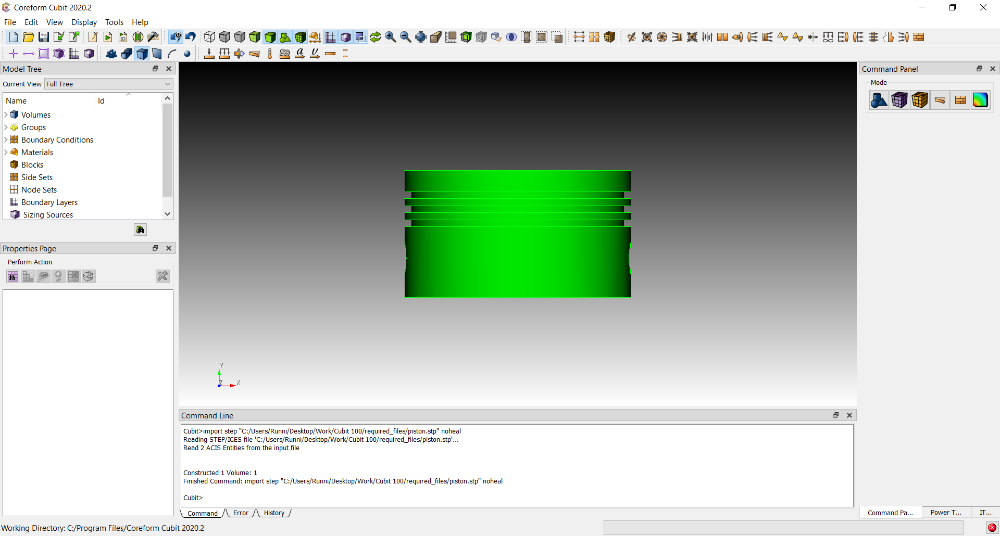 Coreform Cubit 2020.2
File Edit View Display Tools Help
Model Tree
Current View Full Tree
Name Id
Volumes
Groups
Boundary Conditions
Materials
Blocks
Side Sets
Node Sets
Boundary Layers
Sizing Sources
Properties Page
Perform Action
Y
Z X
Command Line
Cubit>import step "C:/Users/Runni/Desktop/Work/Cubit 100/required_files/piston.stp" noheal
Reading STEP/IGES file 'C:/Users/Runni/Desktop/Work/Cubit 100/required_files/piston.stp'...
Read 2 ACIS Entities from the input file
Constructed 1 Volume: 1
Finished Command: import step "C:/Users/Runni/Desktop/Work/Cubit 100/required_files/piston.stp" noheal
Cubit>
Command Error History
Command Panel
Mode
Command Pa... Power T... IT...
Working Directory: C:/Program Files/Coreform Cubit 2020.2